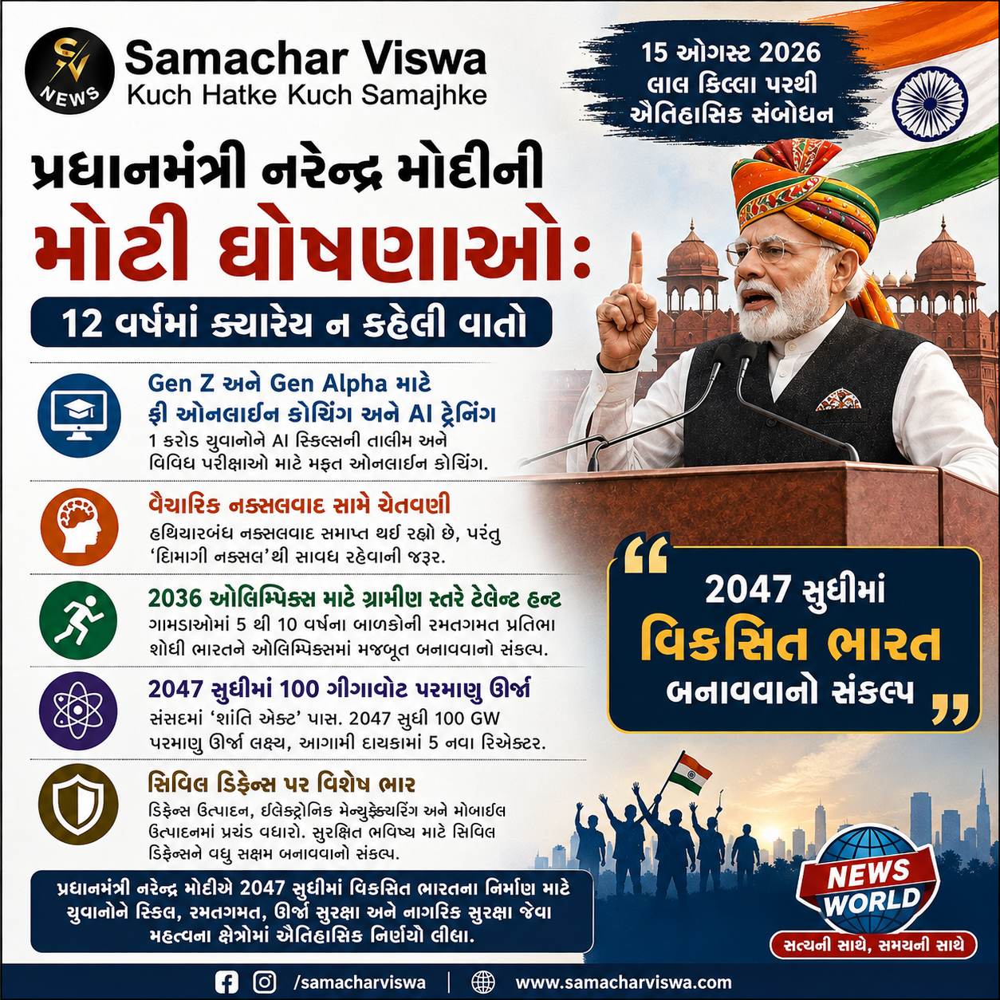 SV NEWS
Samachar Viswa
Kuch Hatke Kuch Samajhke
15 ઓગસ્ટ 2026
લાલ કિલ્લા પરથી
ઐતિહાસિક સંબોધન
પ્રધાનમંત્રી નરેન્દ્ર મોદીની
મોટી ઘોષણાઓ:
12 વર્ષમાં ક્યારેય ન કહેલી વાતો
Gen Z અને Gen Alpha માટે
ફ્રી ઓનલાઈન કોચિંગ અને AI ટ્રેનિંગ
1 કરોડ યુવાનોને AI સ્કિલ્સની તાલીમ અને
વિવિધ પરીક્ષાઓ માટે મફત ઓનલાઈન કોચિંગ.
વૈચારિક નક્સલવાદ સામે ચેતવણી
હથિયારબંધ નક્સલવાદ સમાપ્ત થઈ રહ્યો છે, પરંતુ
'દિમાગી નક્સલ'થી સાવધ રહેવાની જરૂર.
2036 ઓલિમ્પિક્સ માટે ગ્રામીણ સ્તરે ટેલેન્ટ હન્ટ
ગામડાઓમાં 5 થી 10 વર્ષના બાળકોની રમતગમત પ્રતિભા
શોધી ભારતને ઓલિમ્પિક્સમાં મજબૂત બનાવવાનો સંકલ્પ.
2047 સુધીમાં 100 ગીગાવોટ પરમાણુ ઊર્જા
સંસદમાં 'શાંતિ એક્ટ' પાસ. 2047 સુધી 100 GW
પરમાણુ ઊર્જા લક્ષ્ય, આગામી દાયકામાં 5 નવા રિએક્ટર.
સિવિલ ડિફેન્સ પર વિશેષ ભાર
ડિફેન્સ ઉત્પાદન, ઈલેક્ટ્રોનિક મેન્યુફેક્ચરિંગ અને મોબાઈલ
ઉત્પાદનમાં પ્રચંડ વધારો. સુરક્ષિત ભવિષ્ય માટે સિવિલ
ડિફેન્સને વધુ સક્ષમ બનાવવાનો સંકલ્પ.
"2047 સુધીમાં
વિકસિત ભારત
બનાવવાનો સંકલ્પ"
પ્રધાનમંત્રી નરેન્દ્ર મોદીએ 2047 સુધીમાં વિકસિત ભારતના નિર્માણ માટે
યુવાનોને સ્કિલ, રમતગમત, ઊર્જા સુરક્ષા અને નાગરિક સુરક્ષા જેવા
મહત્વના ક્ષેત્રોમાં ઐતિહાસિક નિર્ણયો લીલા.
NEWS
WORLD
સત્યની સાથે, સમયની સાથે
/samacharviswa | www.samacharviswa.com